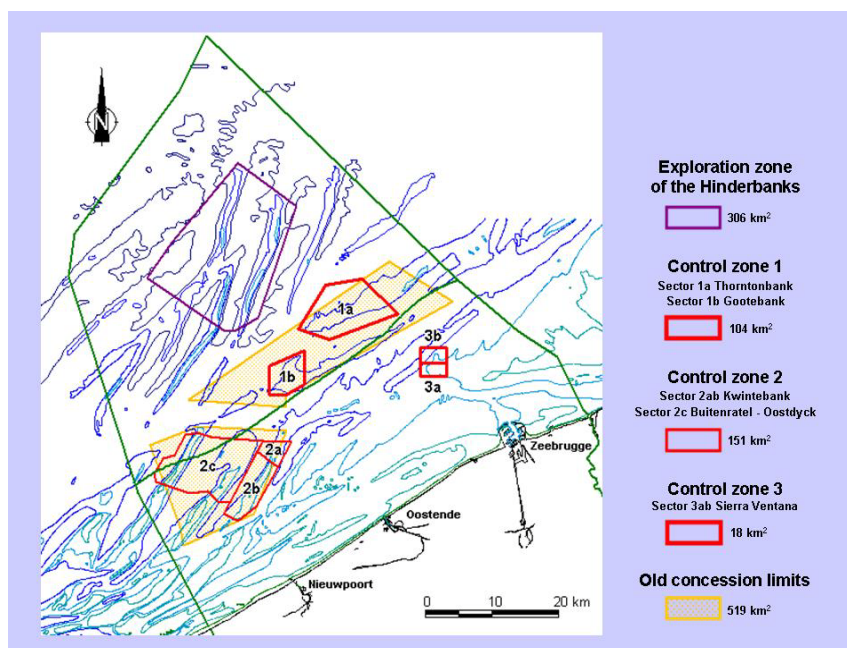 N
1a
1b
3b
3a
2a
2c
2b
Zeebrugge
Oostende
Nieuwpoort
0 10 20 km
Exploration zone
of the Hinderbanks
306 km²
Control zone 1
Sector 1a Thorntonbank
Sector 1b Gootebank
104 km²
Control zone 2
Sector 2ab Kwintebank
Sector 2c Buitenratel - Oostdyck
151 km²
Control zone 3
Sector 3ab Sierra Ventana
18 km²
Old concession limits
519 km²